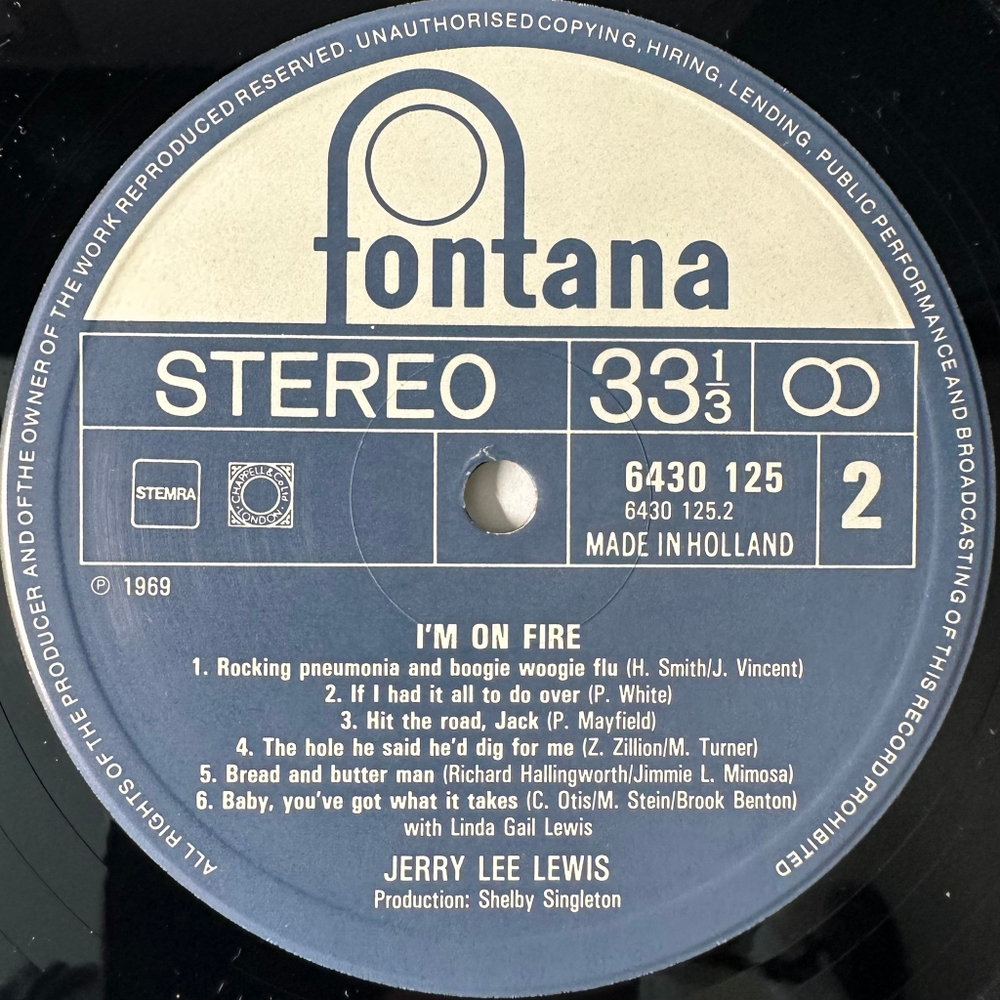 ALL RIGHTS OF THE PRODUCER AND OF THE OWNER OF THE WORK REPRODUCED RESERVED. UNAUTHORISED COPYING, HIRING, LENDING, PUBLIC PERFORMANCE AND BROADCASTING OF THIS RECORD PROHIBITED
fontana
STEREO
33 1/3
STEMRA
CHAPPELL & Co Ltd
LONDON
6430 125
6430 125.2
MADE IN HOLLAND
2
℗ 1969
I'M ON FIRE
1. Rocking pneumonia and boogie woogie flu (H. Smith/J. Vincent)
2. If I had it all to do over (P. White)
3. Hit the road, Jack (P. Mayfield)
4. The hole he said he'd dig for me (Z. Zillion/M. Turner)
5. Bread and butter man (Richard Hallingworth/Jimmie L. Mimosa)
6. Baby, you've got what it takes (C. Otis/M. Stein/Brook Benton)
with Linda Gail Lewis
JERRY LEE LEWIS
Production: Shelby Singleton